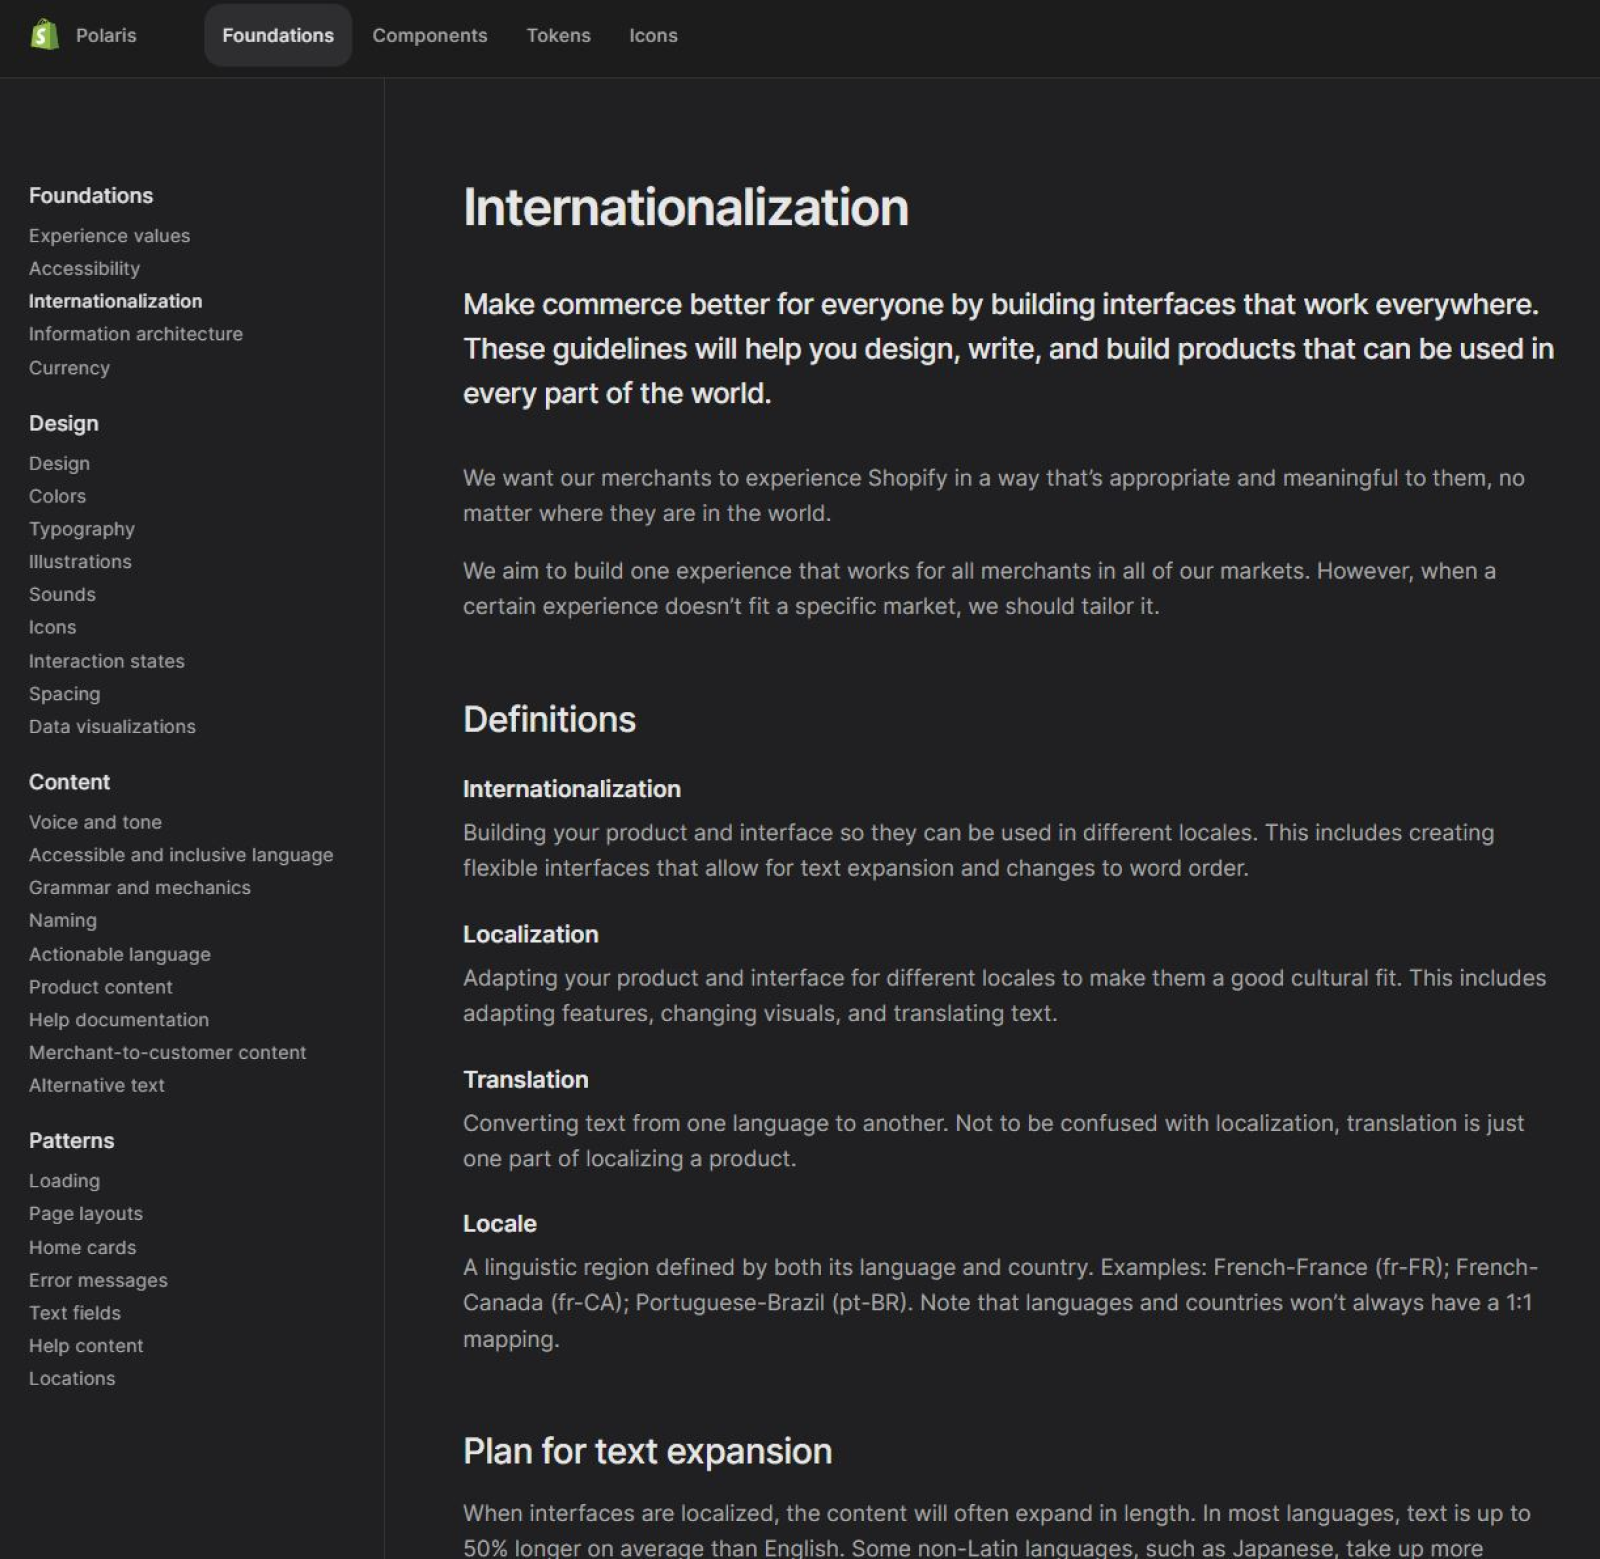 Polaris
Foundations
Components
Tokens
Icons
Foundations
Experience values
Accessibility
Internationalization
Information architecture
Currency
Design
Design
Colors
Typography
Illustrations
Sounds
Icons
Interaction states
Spacing
Data visualizations
Content
Voice and tone
Accessible and inclusive language
Grammar and mechanics
Naming
Actionable language
Product content
Help documentation
Merchant-to-customer content
Alternative text
Patterns
Loading
Page layouts
Home cards
Error messages
Text fields
Help content
Locations
Internationalization
Make commerce better for everyone by building interfaces that work everywhere.
These guidelines will help you design, write, and build products that can be used in
every part of the world.
We want our merchants to experience Shopify in a way that’s appropriate and meaningful to them, no
matter where they are in the world.
We aim to build one experience that works for all merchants in all of our markets. However, when a
certain experience doesn’t fit a specific market, we should tailor it.
Definitions
Internationalization
Building your product and interface so they can be used in different locales. This includes creating
flexible interfaces that allow for text expansion and changes to word order.
Localization
Adapting your product and interface for different locales to make them a good cultural fit. This includes
adapting features, changing visuals, and translating text.
Translation
Converting text from one language to another. Not to be confused with localization, translation is just
one part of localizing a product.
Locale
A linguistic region defined by both its language and country. Examples: French-France (fr-FR); French-
Canada (fr-CA); Portuguese-Brazil (pt-BR). Note that languages and countries won’t always have a 1:1
mapping.
Plan for text expansion
When interfaces are localized, the content will often expand in length. In most languages, text is up to
50% longer on average than English. Some non-Latin languages, such as Japanese, take up more